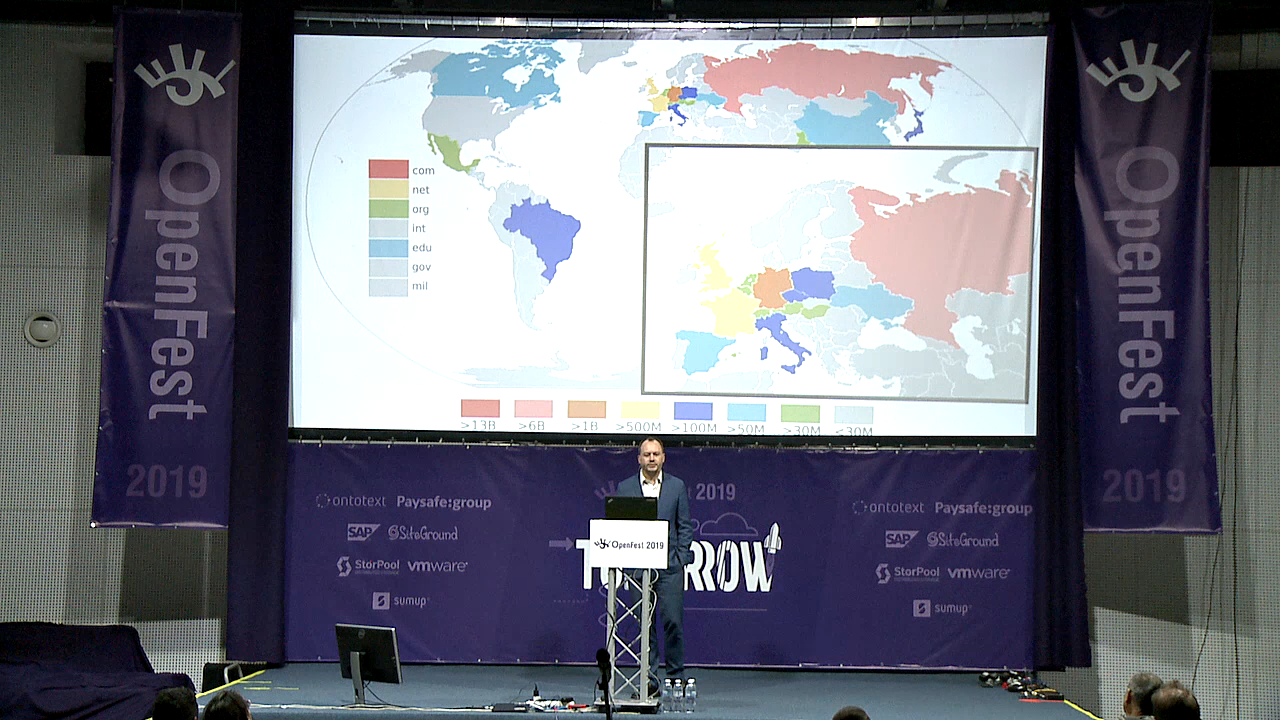 com
net
org
int
edu
gov
mil
>13B >6B >1B >500M >100M >50M >30M <30M
OpenFest
2019
OpenFest
2019
ontotext Paysafe:group
SAP SiteGround
StorPool vmware
sumup
2019
OpenFest 2019
ontotext Paysafe:group
SAP SiteGround
StorPool vmware
sumup